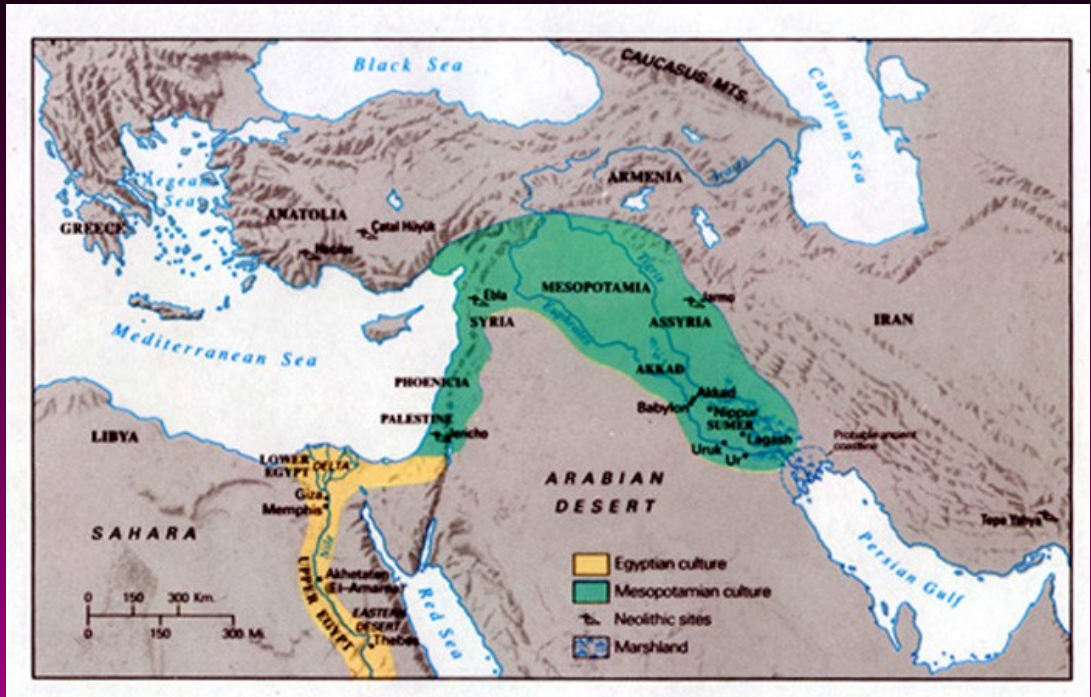 Black Sea
CAUCASUS MTS.
Caspian Sea
Aegean
Sea
GREECE
ANATOLIA
Çatal Hüyük
Hacilar
ARMENIA
Araxes
Tigris
MESOPOTAMIA
Jarmo
Ebla
SYRIA
Euphrates
ASSYRIA
IRAN
Mediterranean Sea
PHOENICIA
AKKAD
Akkad
Babylon
Nippur
SUMER
Lagash
Uruk
Ur
PALESTINE
Jericho
Probable ancient
coastline
LIBYA
LOWER
EGYPT
DELTA
Giza
Memphis
ARABIAN
DESERT
SAHARA
Nile
Tepe Yahya
Persian Gulf
Akhetaten
(El-Amarna)
UPPER EGYPT
EASTERN
DESERT
Thebes
Red Sea
Egyptian culture
Mesopotamian culture
Neolithic sites
Marshland
0 150 300 Km.
0 150 300 Mi.